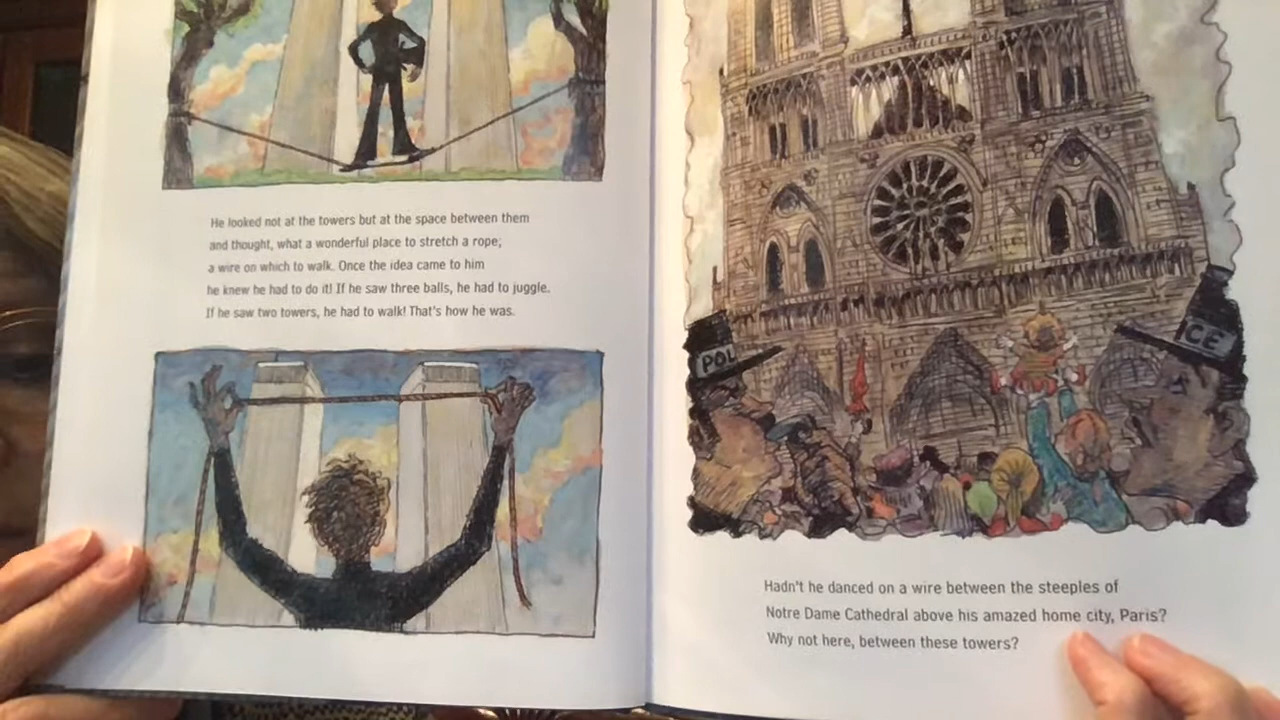 He looked not at the towers but at the space between them
and thought, what a wonderful place to stretch a rope;
a wire on which to walk. Once the idea came to him
he knew he had to do it! If he saw three balls, he had to juggle.
If he saw two towers, he had to walk! That's how he was.
POL
ICE
Hadn't he danced on a wire between the steeples of
Notre Dame Cathedral above his amazed home city, Paris?
Why not here, between these towers?